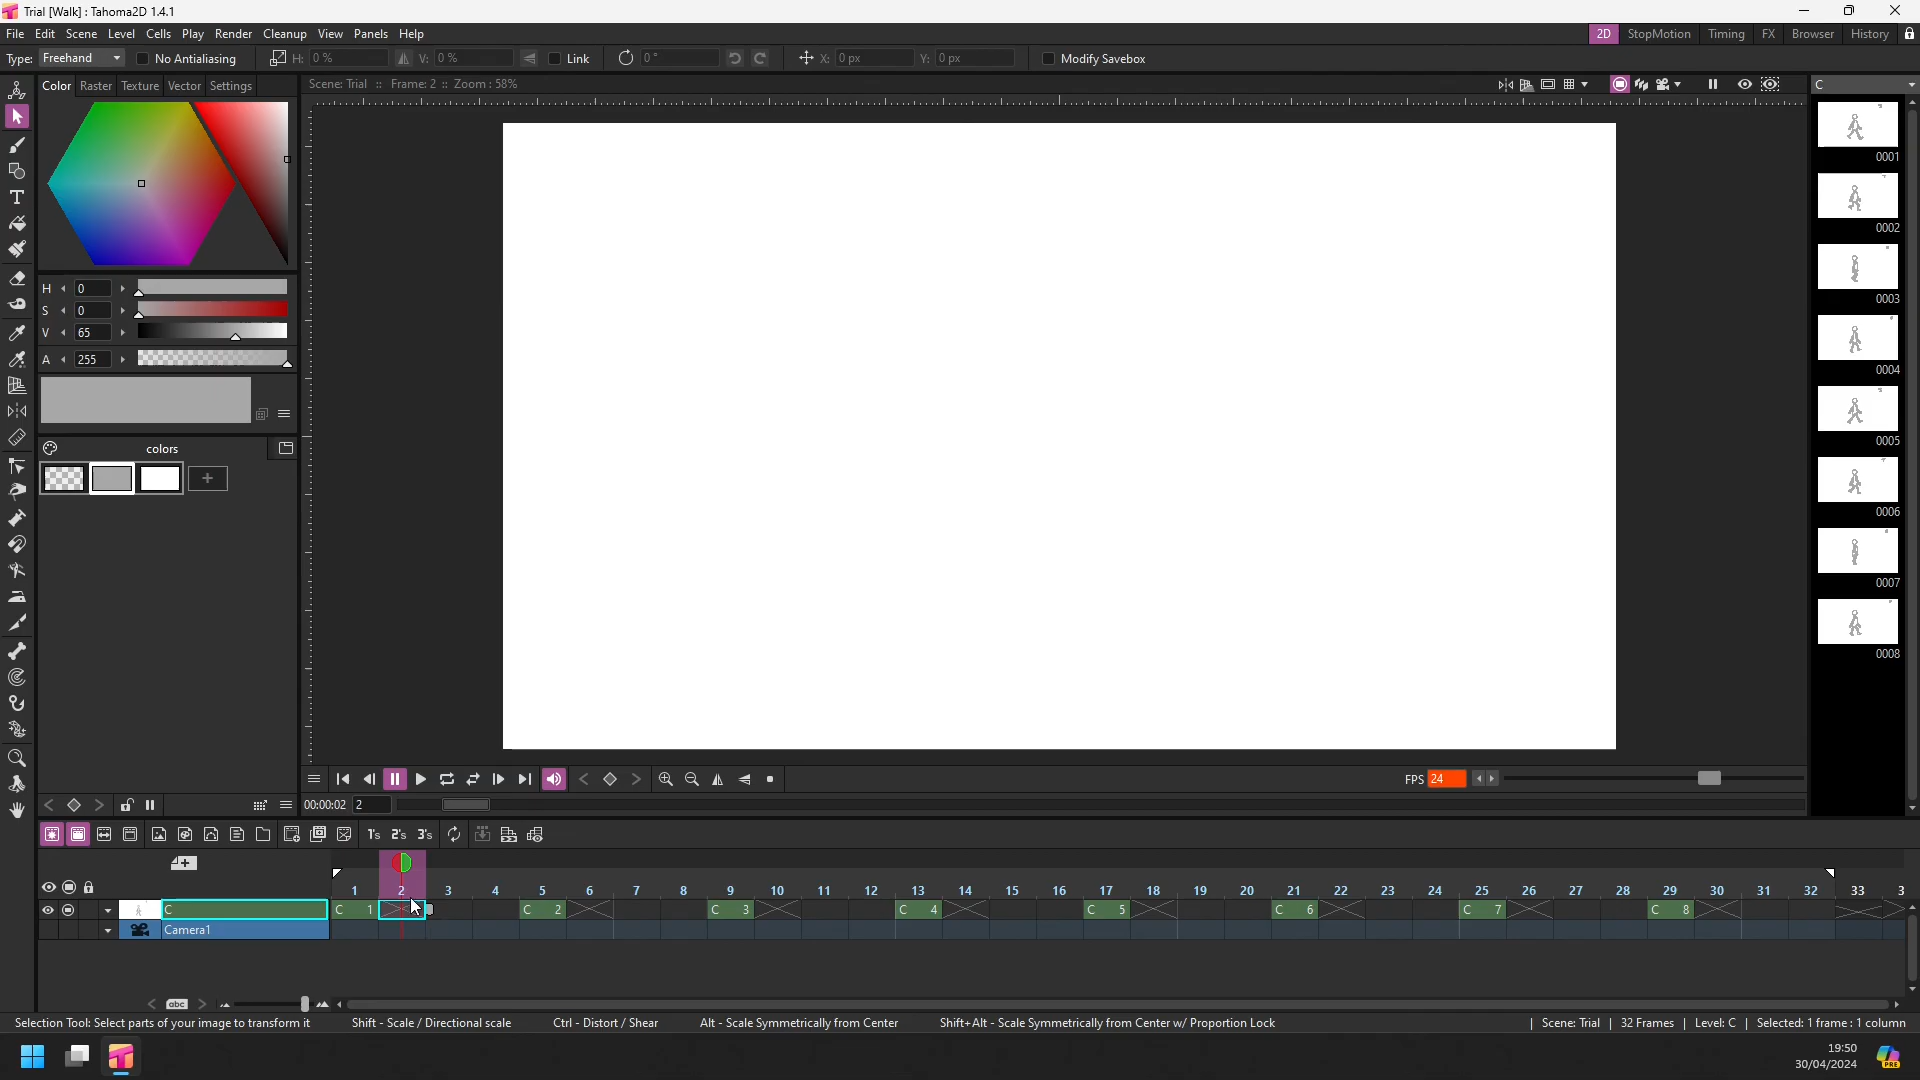 Trial [Walk] : Tahoma2D 1.4.1
File Edit Scene Level Cells Play Render Cleanup View Panels Help
2D StopMotion Timing FX Browser History
Type: Freehand No Antialiasing H: 0 % V: 0 % Link 0 ° X: 0 px Y: 0 px Modify Savebox
Color Raster Texture Vector Settings
Scene: Trial :: Frame: 2 :: Zoom : 58%
C
0001
0002
0003
0004
0005
0006
0007
0008
H 0
S 0
V 65
A 255
colors
+
FPS 24
00:00:02 2
1's 2's 3's
1 2 3 4 5 6 7 8 9 10 11 12 13 14 15 16 17 18 19 20 21 22 23 24 25 26 27 28 29 30 31 32 33 3
C C 1 C 2 C 3 C 4 C 5 C 6 C 7 C 8
Camera1
abc
Selection Tool: Select parts of your image to transform it Shift - Scale / Directional scale Ctrl - Distort / Shear Alt - Scale Symmetrically from Center Shift+Alt - Scale Symmetrically from Center w/ Proportion Lock | Scene: Trial | 32 Frames | Level: C | Selected: 1 frame : 1 column
19:50
30/04/2024
PRE